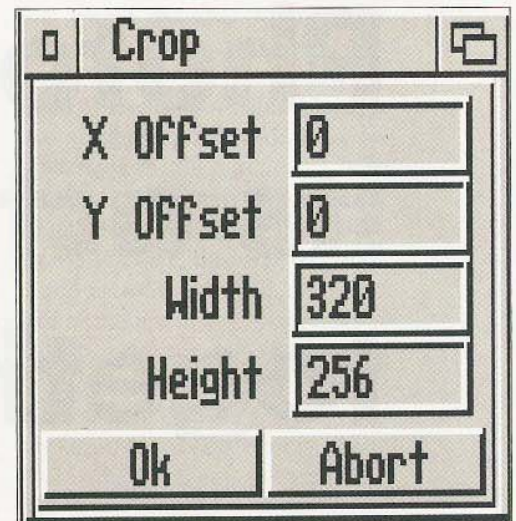 Crop
X Offset 0
Y Offset 0
Width 320
Height 256
Ok Abort